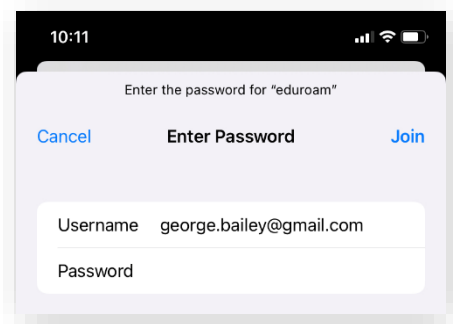 10:11
Enter the password for “eduroam”
Cancel Enter Password Join
Username george.bailey@gmail.com
Password